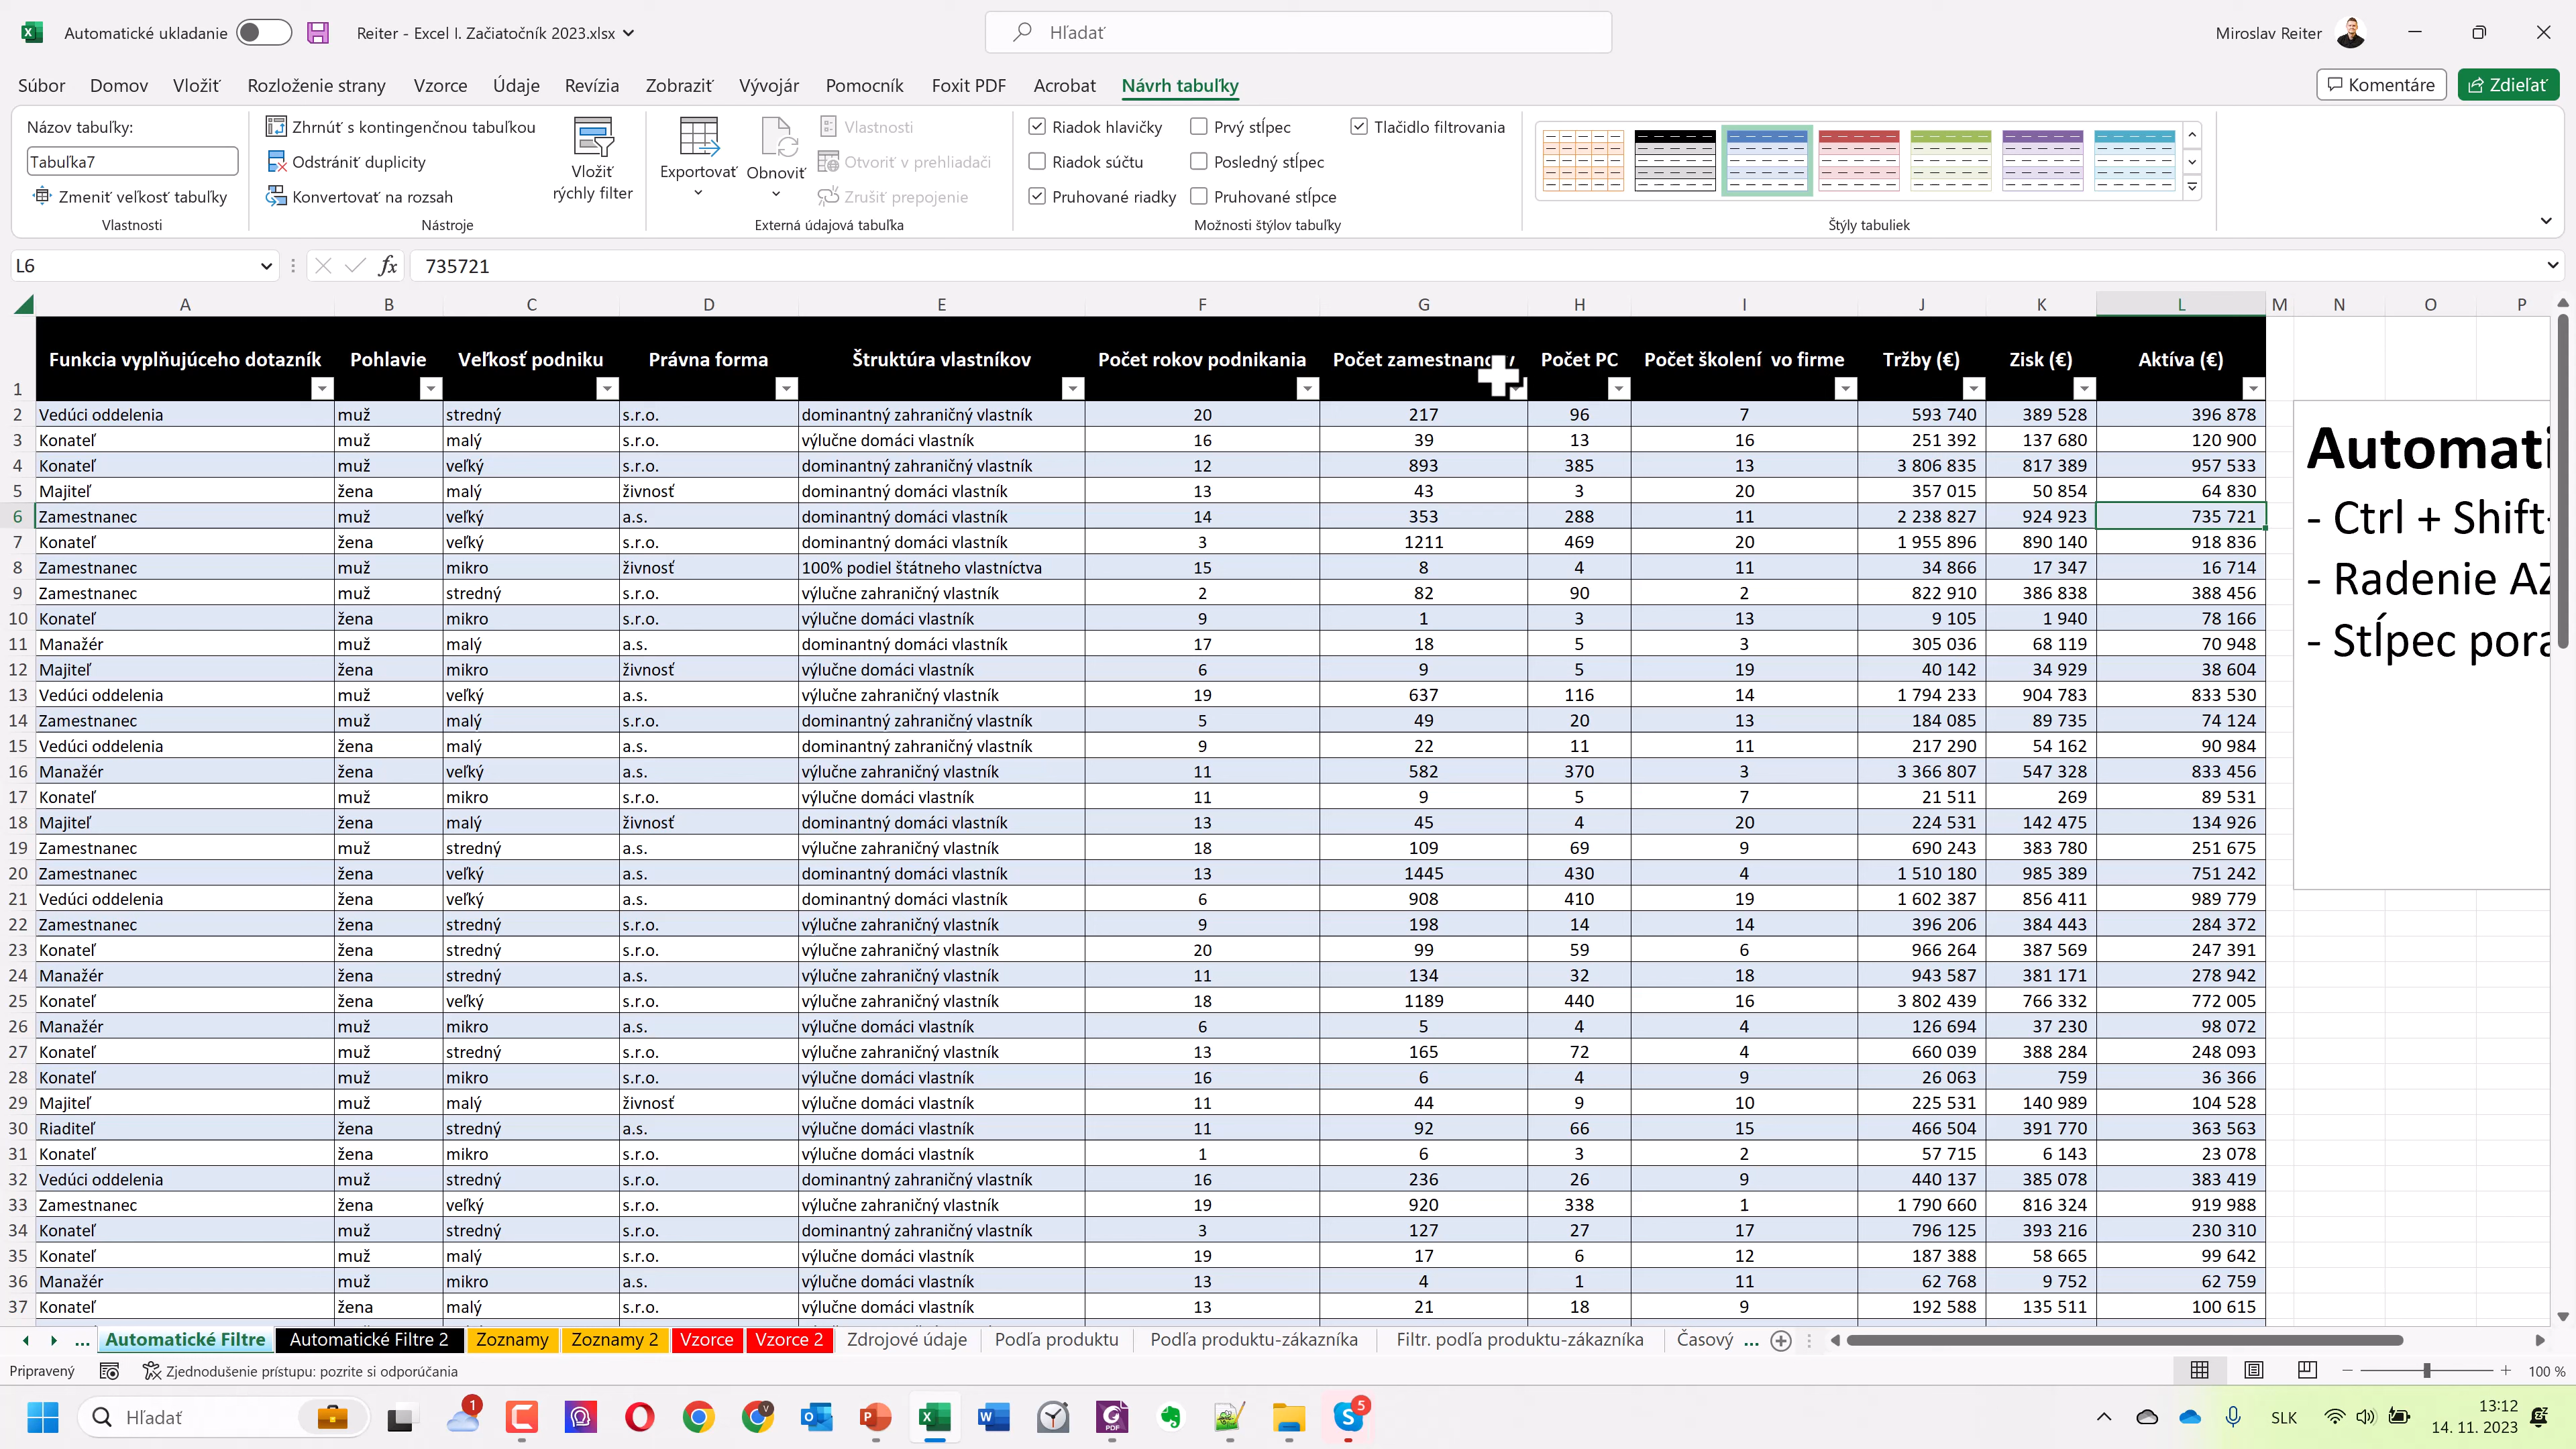 Automatické ukladanie Reiter - Excel I. Začiatočník 2023.xlsx Hľadať Miroslav Reiter
Súbor Domov Vložiť Rozloženie strany Vzorce Údaje Revízia Zobraziť Vývojár Pomocník Foxit PDF Acrobat Návrh tabuľky Komentáre Zdieľať
Názov tabuľky: Zhrnúť s kontingenčnou tabuľkou Vlastnosti Riadok hlavičky Prvý stĺpec Tlačidlo filtrovania
Tabuľka7 Odstrániť duplicity Vložiť rýchly filter Exportovať Obnoviť Otvoriť v prehliadači Riadok súčtu Posledný stĺpec
Zmeniť veľkosť tabuľky Konvertovať na rozsah Zrušiť prepojenie Pruhované riadky Pruhované stĺpce
Vlastnosti Nástroje Externá údajová tabuľka Možnosti štýlov tabuľky Štýly tabuliek
L6 fx 735721
A B C D E F G H I J K L M N O P
1 Funkcia vyplňujúceho dotazník Pohlavie Veľkosť podniku Právna forma Štruktúra vlastníkov Počet rokov podnikania Počet Počet PC Počet školení vo firme Tržby (€) Zisk (€) Aktíva (€)
2 Vedúci oddelenia muž stredný s.r.o. dominantný zahraničný vlastník 20 217 96 7 593 740 389 528 396 878
3 Konateľ muž malý s.r.o. výlučne domáci vlastník 16 39 13 16 251 392 137 680 120 900
4 Konateľ muž veľký s.r.o. dominantný zahraničný vlastník 12 893 385 13 3 806 835 817 389 957 533
5 Majiteľ žena malý živnosť dominantný domáci vlastník 13 43 3 20 357 015 50 854 64 830
6 Zamestnanec muž veľký a.s. dominantný domáci vlastník 14 353 288 11 2 238 827 924 923 735 721
7 Konateľ žena veľký s.r.o. dominantný domáci vlastník 3 1211 469 20 1 955 896 890 140 918 836
8 Zamestnanec muž mikro živnosť 100% podiel štátneho vlastníctva 15 8 4 11 34 866 17 347 16 714
9 Zamestnanec muž stredný s.r.o. výlučne zahraničný vlastník 2 82 90 2 822 910 386 838 388 456
10 Konateľ žena mikro s.r.o. výlučne domáci vlastník 9 1 3 13 9 105 1 940 78 166
11 Manažér muž malý a.s. dominantný domáci vlastník 17 18 5 3 305 036 68 119 70 948
12 Majiteľ žena mikro živnosť výlučne domáci vlastník 6 9 5 19 40 142 34 929 38 604
13 Vedúci oddelenia muž veľký a.s. výlučne zahraničný vlastník 19 637 116 14 1 794 233 904 783 833 530
14 Zamestnanec muž malý s.r.o. dominantný zahraničný vlastník 5 49 20 13 184 085 89 735 74 124
15 Vedúci oddelenia žena malý a.s. dominantný zahraničný vlastník 9 22 11 11 217 290 54 162 90 984
16 Manažér žena veľký a.s. výlučne zahraničný vlastník 11 582 370 3 3 366 807 547 328 833 456
17 Konateľ muž mikro s.r.o. výlučne domáci vlastník 11 9 5 7 21 511 269 89 531
18 Majiteľ žena malý živnosť dominantný domáci vlastník 13 45 4 20 224 531 142 475 134 926
19 Zamestnanec muž stredný a.s. výlučne zahraničný vlastník 18 109 69 9 690 243 383 780 251 675
20 Zamestnanec žena veľký a.s. dominantný domáci vlastník 13 1445 430 4 1 510 180 985 389 751 242
21 Vedúci oddelenia žena veľký a.s. dominantný domáci vlastník 6 908 410 19 1 602 387 856 411 989 779
22 Zamestnanec žena stredný s.r.o. výlučne zahraničný vlastník 9 198 14 14 396 206 384 443 284 372
23 Konateľ žena stredný s.r.o. výlučne zahraničný vlastník 20 99 59 6 966 264 387 569 247 391
24 Manažér žena stredný a.s. výlučne zahraničný vlastník 11 134 32 18 943 587 381 171 278 942
25 Konateľ žena veľký s.r.o. výlučne zahraničný vlastník 18 1189 440 16 3 802 439 766 332 772 005
26 Manažér muž mikro a.s. výlučne domáci vlastník 6 5 4 4 126 694 37 230 98 072
27 Konateľ muž stredný s.r.o. výlučne zahraničný vlastník 13 165 72 4 660 039 388 284 248 093
28 Konateľ muž mikro s.r.o. výlučne domáci vlastník 16 6 4 9 26 063 759 36 366
29 Majiteľ muž malý živnosť výlučne domáci vlastník 11 44 9 10 225 531 140 989 104 528
30 Riaditeľ žena stredný a.s. výlučne domáci vlastník 11 92 66 15 466 504 391 770 363 563
31 Konateľ žena mikro s.r.o. výlučne domáci vlastník 1 6 3 2 57 715 6 143 23 078
32 Vedúci oddelenia muž stredný s.r.o. dominantný zahraničný vlastník 16 236 26 9 440 137 385 078 383 419
33 Zamestnanec žena veľký s.r.o. výlučne zahraničný vlastník 19 920 338 1 1 790 660 816 324 919 988
34 Konateľ muž stredný s.r.o. dominantný zahraničný vlastník 3 127 27 17 796 125 393 216 230 310
35 Konateľ muž malý s.r.o. výlučne domáci vlastník 19 17 6 12 187 388 58 665 99 642
36 Manažér muž mikro a.s. výlučne domáci vlastník 13 4 1 11 62 768 9 752 62 759
37 Konateľ žena malý s.r.o. výlučne domáci vlastník 13 21 18 9 192 588 135 511 100 615
Automati
- Ctrl + Shift
- Radenie AZ
- Stĺpec pora
... Automatické Filtre Automatické Filtre 2 Zoznamy Zoznamy 2 Vzorce Vzorce 2 Zdrojové údaje Podľa produktu Podľa produktu-zákazníka Filtr. podľa produktu-zákazníka Časový ...
Pripravený Zjednodušenie prístupu: pozrite si odporúčania 100 %
Hľadať 1 5 SLK 13:12
14. 11. 2023